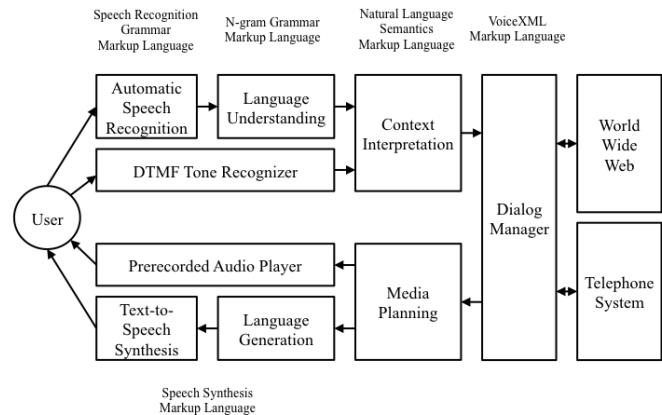 Speech Recognition
Grammar
Markup Language
N-gram Grammar
Markup Language
Natural Language
Semantics
Markup Language
VoiceXML
Markup Language
Automatic
Speech
Recognition
Language
Understanding
Context
Interpretation
DTMF Tone Recognizer
User
Dialog
Manager
World
Wide
Web
Prerecorded Audio Player
Text-to-
Speech
Synthesis
Language
Generation
Media
Planning
Telephone
System
Speech Synthesis
Markup Language